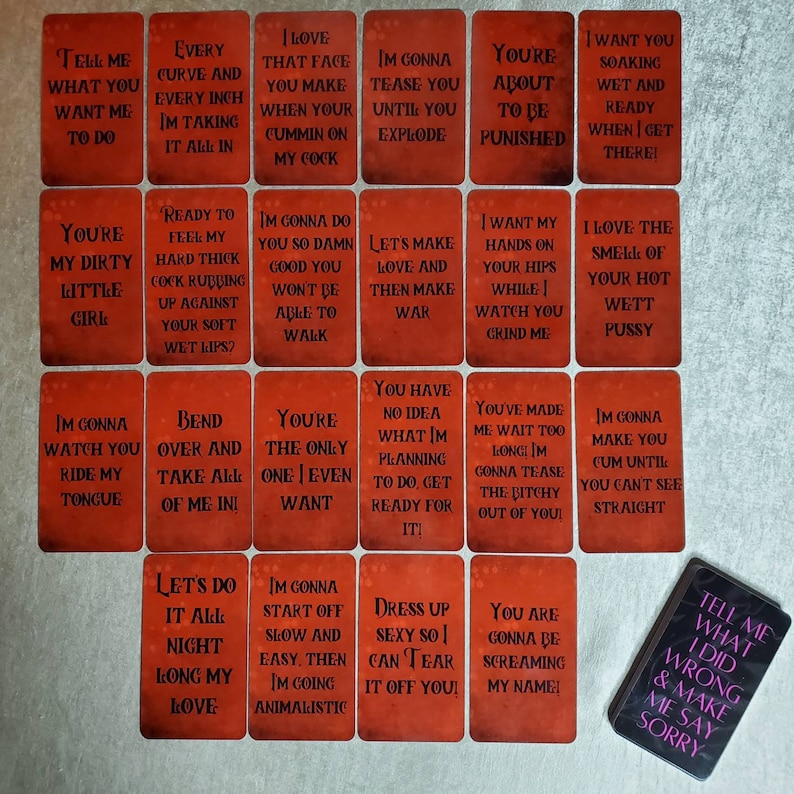 Tell me
what you
want me
to do
Every
curve and
every inch
I'm taking
it all in
I love
that face
you make
when your
cummin on
my cock
I'm gonna
tease you
until you
explode
You're
about
to be
punished
I want you
soaking
wet and
ready
when I get
there!
You're
my dirty
little
girl
Ready to
feel my
hard thick
cock rubbing
up against
your soft
wet lips?
I'm gonna do
you so damn
good you
won't be
able to
walk
Let's make
love and
then make
war
I want my
hands on
your hips
while I
watch you
grind me
I love the
smell of
your hot
wett
pussy
I'm gonna
watch you
ride my
tongue
Bend
over and
take all
of me in!
You're
the only
one I even
want
You have
no idea
what I'm
planning
to do, get
ready for
it!
You've made
me wait too
long! I'm
gonna tease
the bitchy
out of you!
I'm gonna
make you
cum until
you can't see
straight
Let's do
it all
night
long my
love
I'm gonna
start off
slow and
easy, then
I'm going
animalistic
Dress up
sexy so I
can Tear
it off you!
You are
gonna be
screaming
my name!
TELL ME
WHAT
I DID
WRONG
& MAKE
ME SAY
SORRY